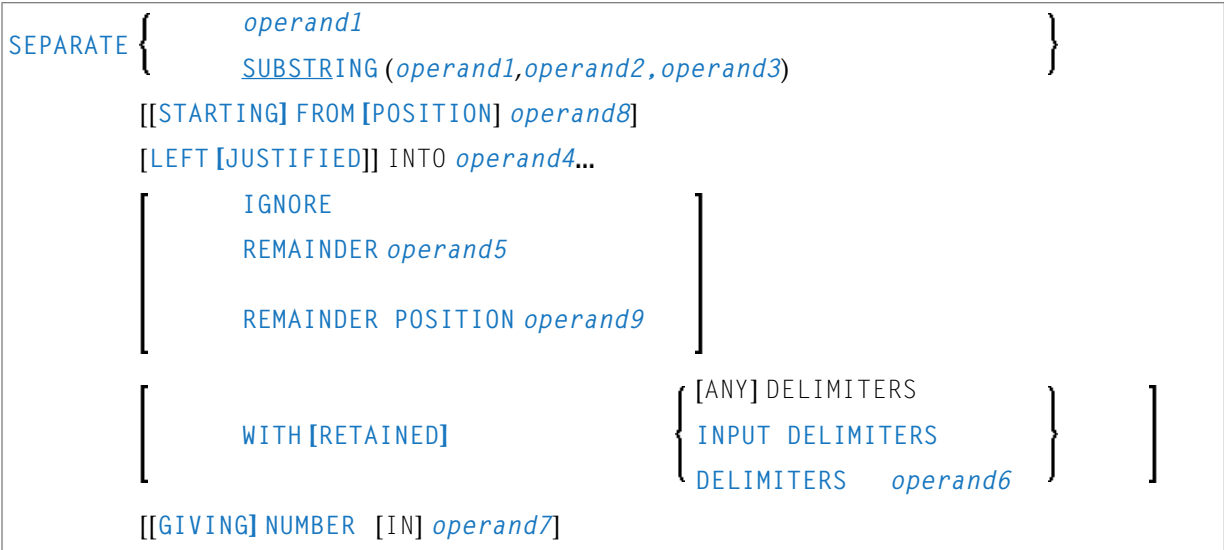 operand1
SEPARATE
SUBSTRING (operand1,operand2,operand3)
[[STARTING] FROM [POSITION] operand8]
[LEFT [JUSTIFIED]] INTO operand4...
IGNORE
REMAINDER operand5
REMAINDER POSITION operand9
[ANY] DELIMITERS
WITH [RETAINED] INPUT DELIMITERS
DELIMITERS operand6
[[GIVING] NUMBER [IN] operand7]